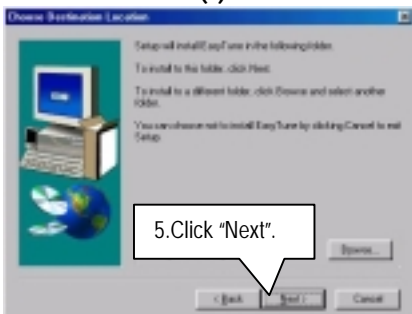 Choose Destination Location
Setup will install EasyTune in the following folder.
To install to this folder, click Next.
To install to a different folder, click Browse and select another
folder.
You can choose not to install EasyTune by clicking Cancel to exit
Setup.
5.Click "Next".
Browse...
< Back
Next >
Cancel